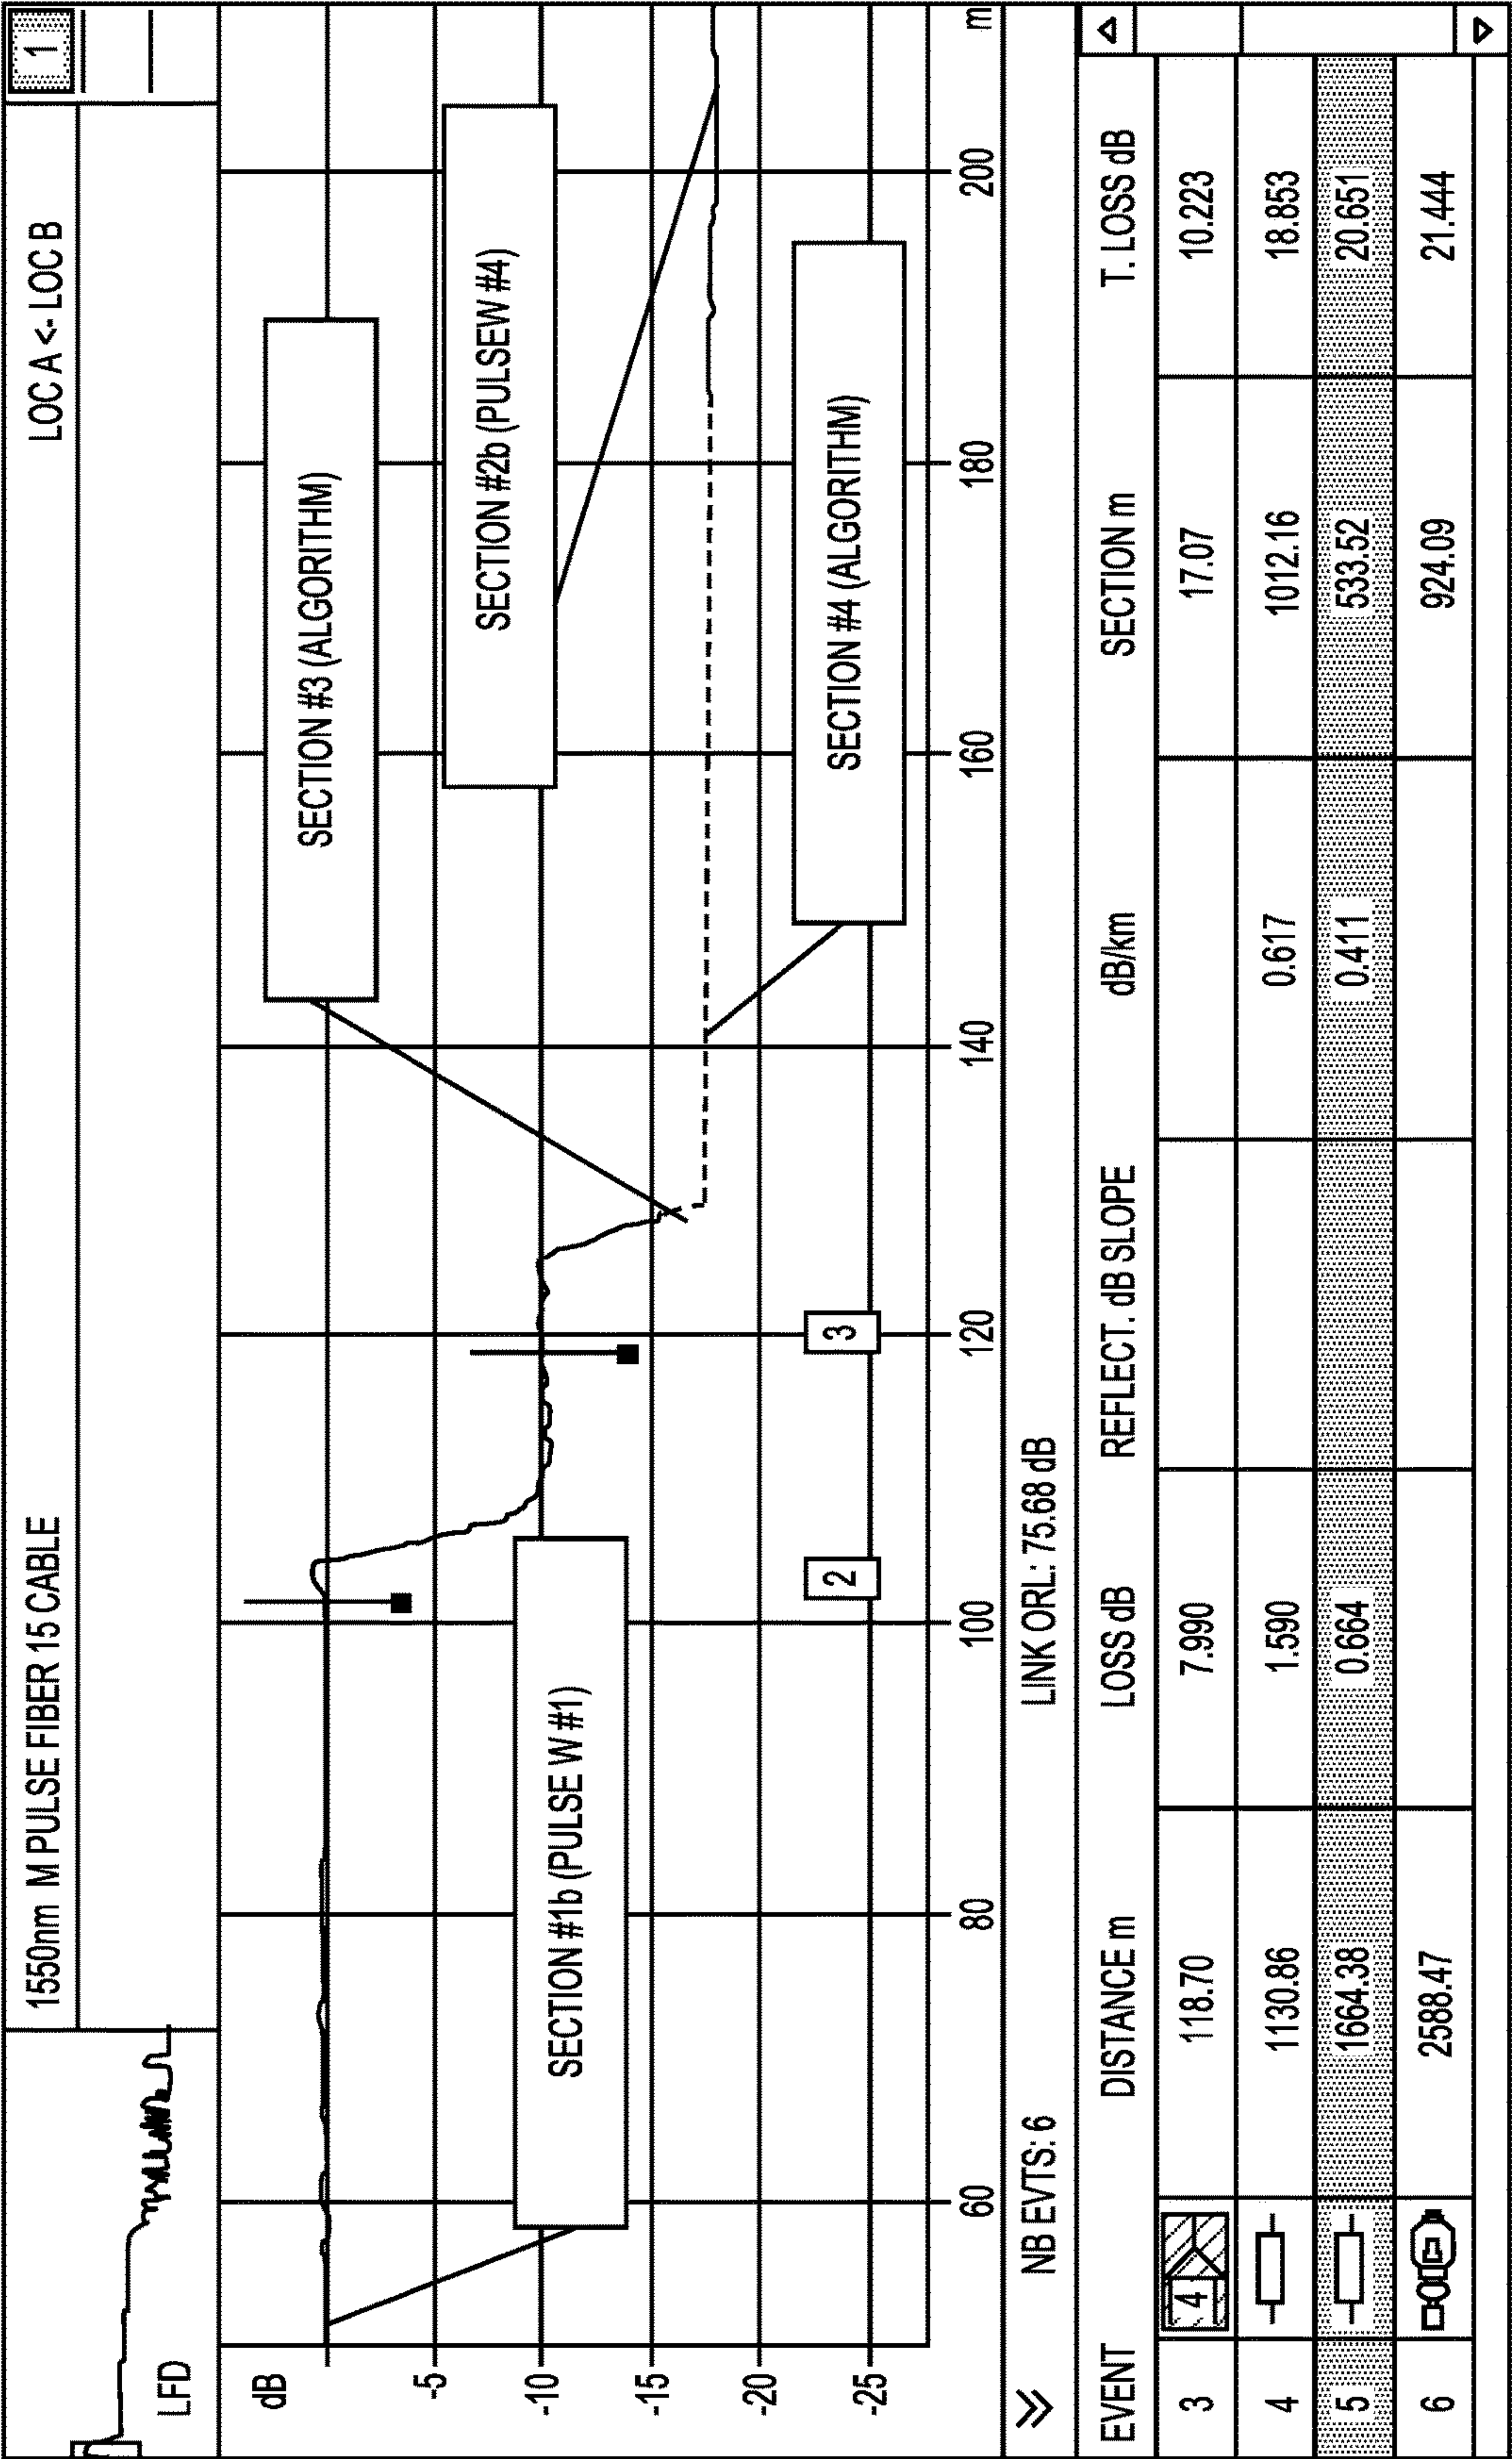 1550nm M PULSE FIBER 15 CABLE
LOC A <- LOC B
1
LFD
dB
-5
-10
-15
-20
-25
SECTION #3 (ALGORITHM)
SECTION #2b (PULSEW #4)
SECTION #1b (PULSE W #1)
SECTION #4 (ALGORITHM)
2
3
60 80 100 120 140 160 180 200 m
NB EVTS: 6 LINK ORL: 75.68 dB
EVENT DISTANCE m LOSS dB REFLECT. dB SLOPE dB/km SECTION m T. LOSS dB
3 4 118.70 7.990 17.07 10.223
4 1130.86 1.590 0.617 1012.16 18.853
5 1664.38 0.664 0.411 533.52 20.651
6 2588.47 924.09 21.444